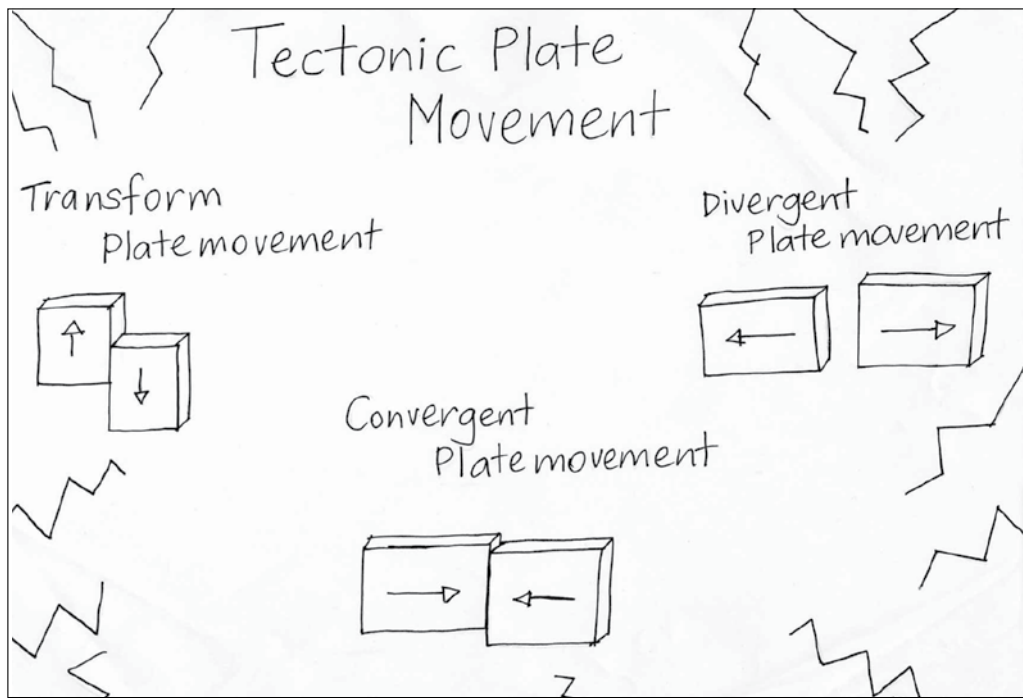 Tectonic Plate
Movement
Transform
Plate movement
Divergent
Plate movement
Convergent
Plate movement